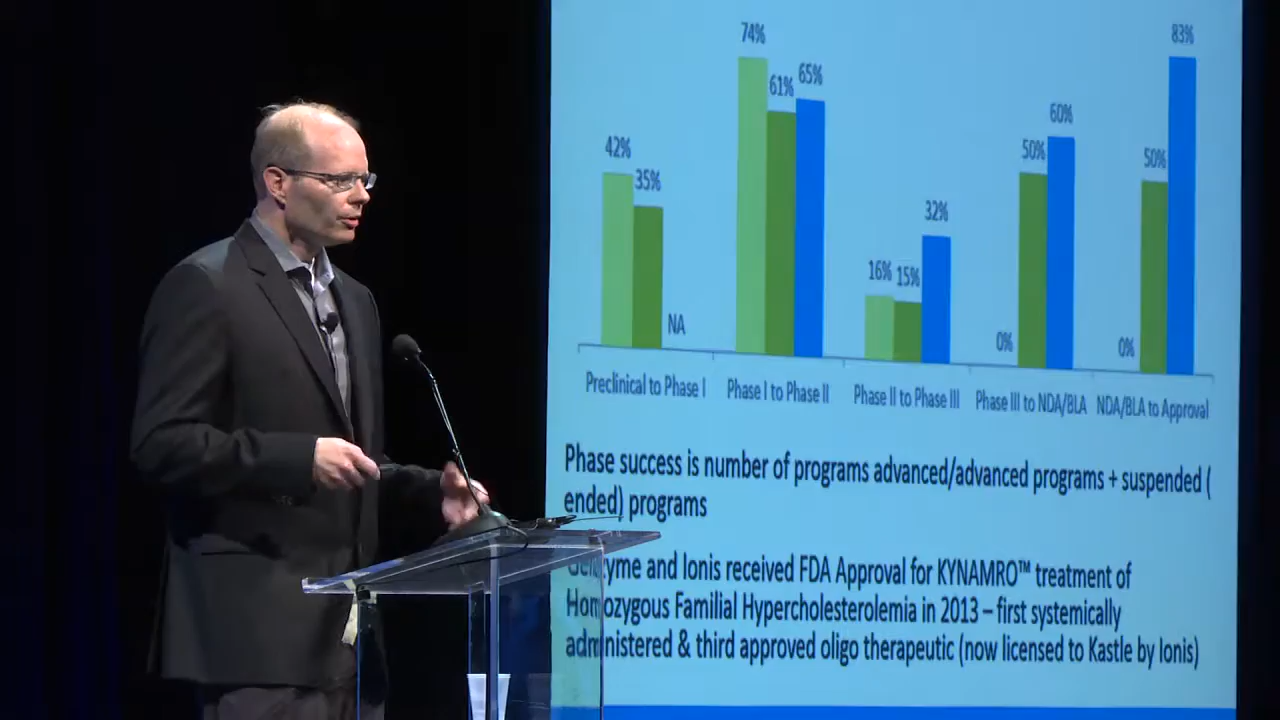 74%
83%
61%
65%
60%
42%
35%
50%
50%
32%
16%
15%
NA
0%
0%
Preclinical to Phase I
Phase I to Phase II
Phase II to Phase III
Phase III to NDA/BLA
NDA/BLA to Approval
Phase success is number of programs advanced/advanced programs + suspended (
ended) programs
and Ionis received FDA Approval for KYNAMRO™ treatment of
Homozygous Familial Hypercholesterolemia in 2013 – first systemically
administered & third approved oligo therapeutic (now licensed to Kastle by Ionis)